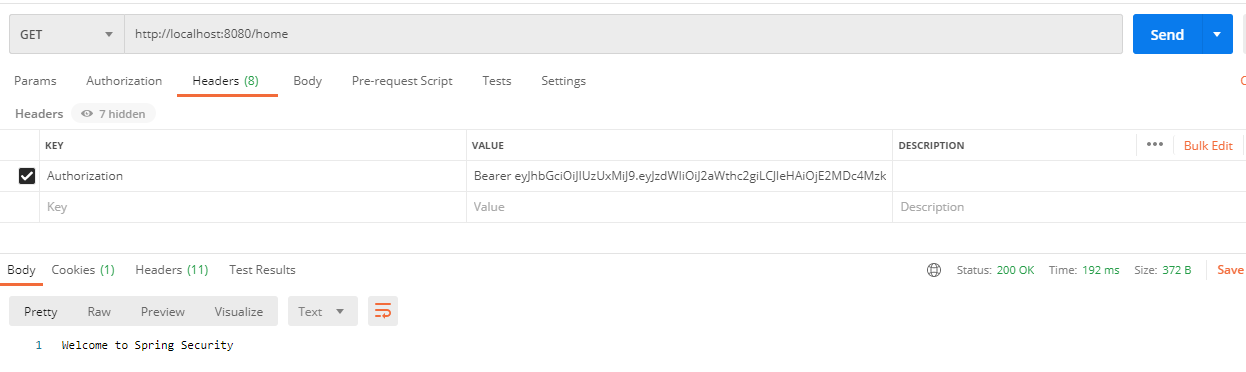 GET http://localhost:8080/home Send
Params Authorization Headers (8) Body Pre-request Script Tests Settings
Headers 7 hidden
KEY VALUE DESCRIPTION ••• Bulk Edit
Authorization Bearer eyJhbGciOiJIUzUxMiJ9.eyJzdWIiOiJ2aWthc2giLCJleHAiOjE2MDc4Mzk
Key Value Description
Body Cookies (1) Headers (11) Test Results Status: 200 OK Time: 192 ms Size: 372 B Save
Pretty Raw Preview Visualize Text
1 Welcome to Spring Security